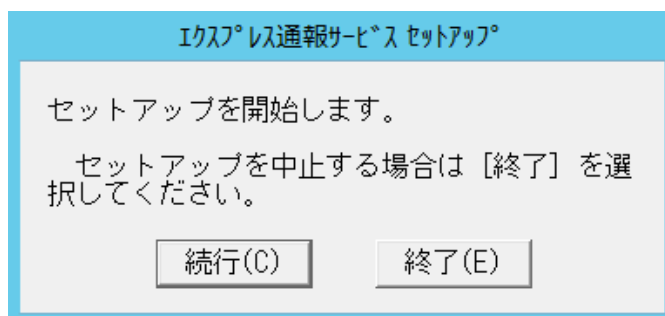 ｴｸｽﾌﾟﾚｽ通報ｻｰﾋﾞｽ ｾｯﾄｱｯﾌﾟ
セットアップを開始します。
　セットアップを中止する場合は［終了］を選
択してください。
続行(C)
終了(E)